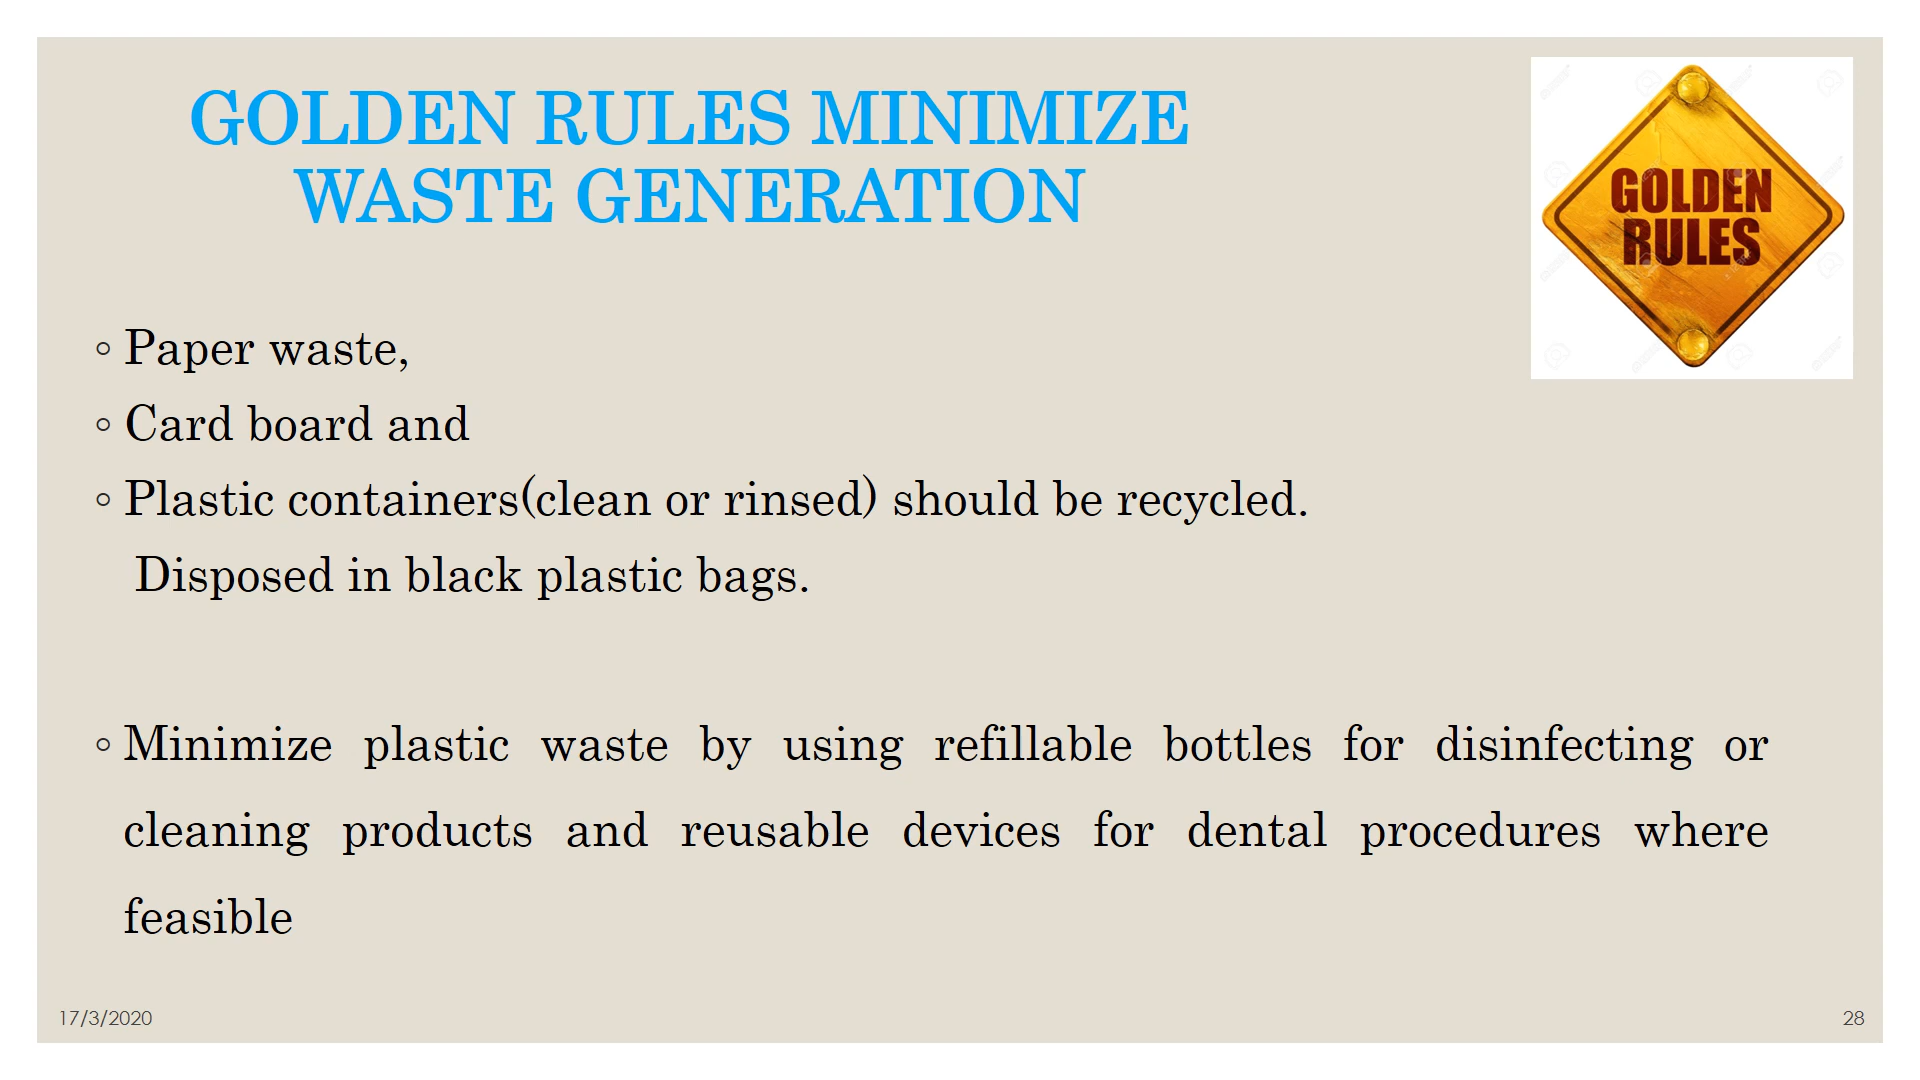 GOLDEN RULES MINIMIZE
WASTE GENERATION
GOLDEN
RULES
◦ Paper waste,
◦ Card board and
◦ Plastic containers(clean or rinsed) should be recycled.
Disposed in black plastic bags.
◦ Minimize plastic waste by using refillable bottles for disinfecting or
cleaning products and reusable devices for dental procedures where
feasible
17/3/2020
28